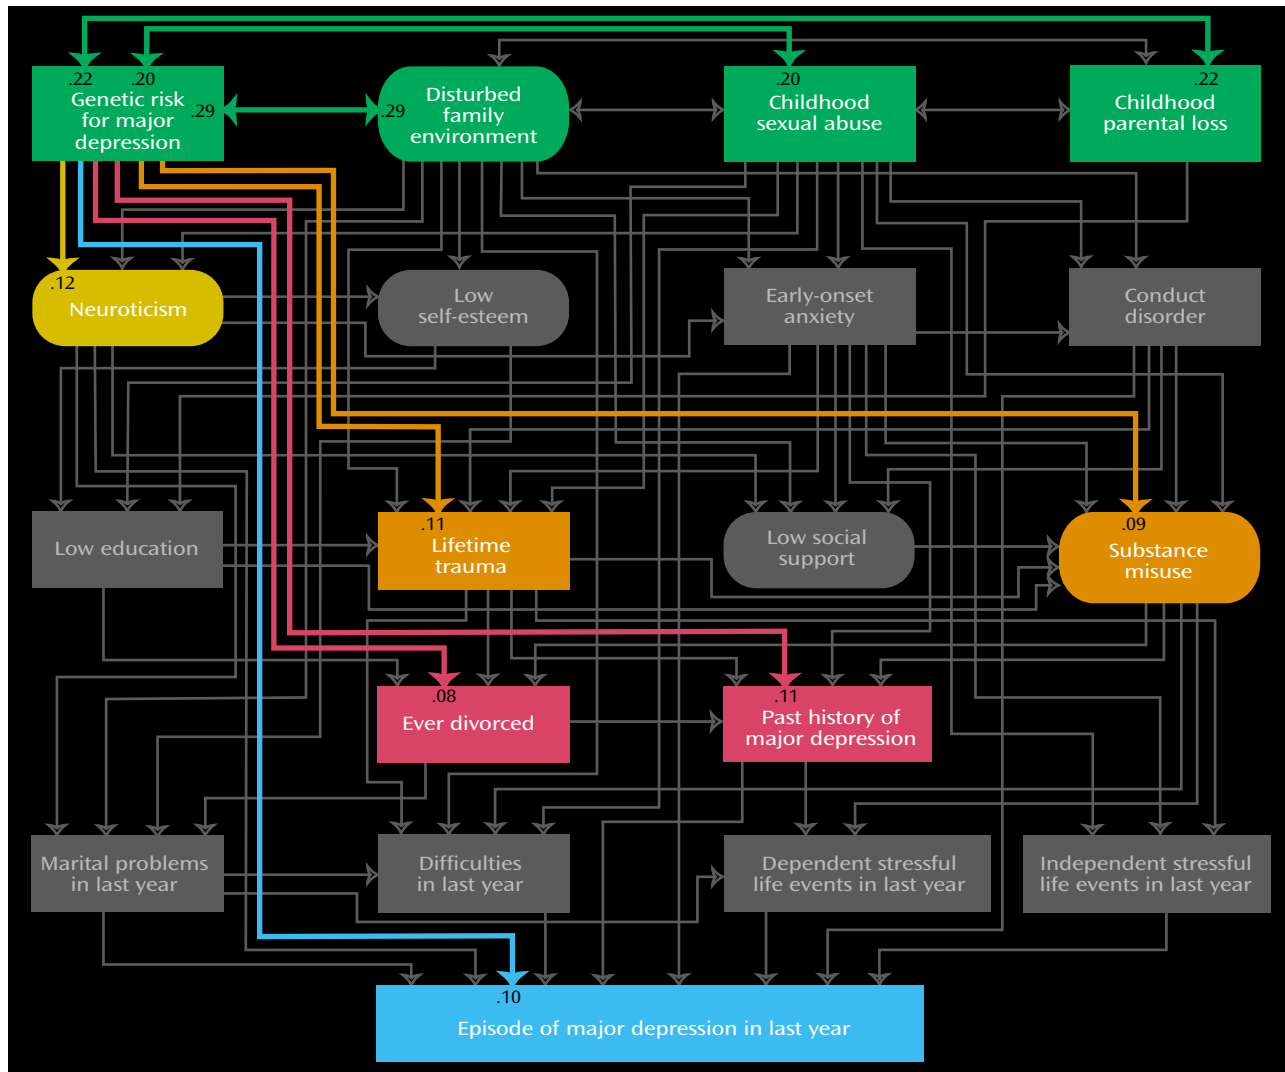 .22
.20
Genetic risk
for major
depression
.29
.29
Disturbed
family
environment
.20
Childhood
sexual abuse
.22
Childhood
parental loss
.12
Neuroticism
Low
self-esteem
Early-onset
anxiety
Conduct
disorder
Low education
.11
Lifetime
trauma
Low social
support
.09
Substance
misuse
.08
Ever divorced
.11
Past history of
major depression
Marital problems
in last year
Difficulties
in last year
Dependent stressful
life events in last year
Independent stressful
life events in last year
.10
Episode of major depression in last year